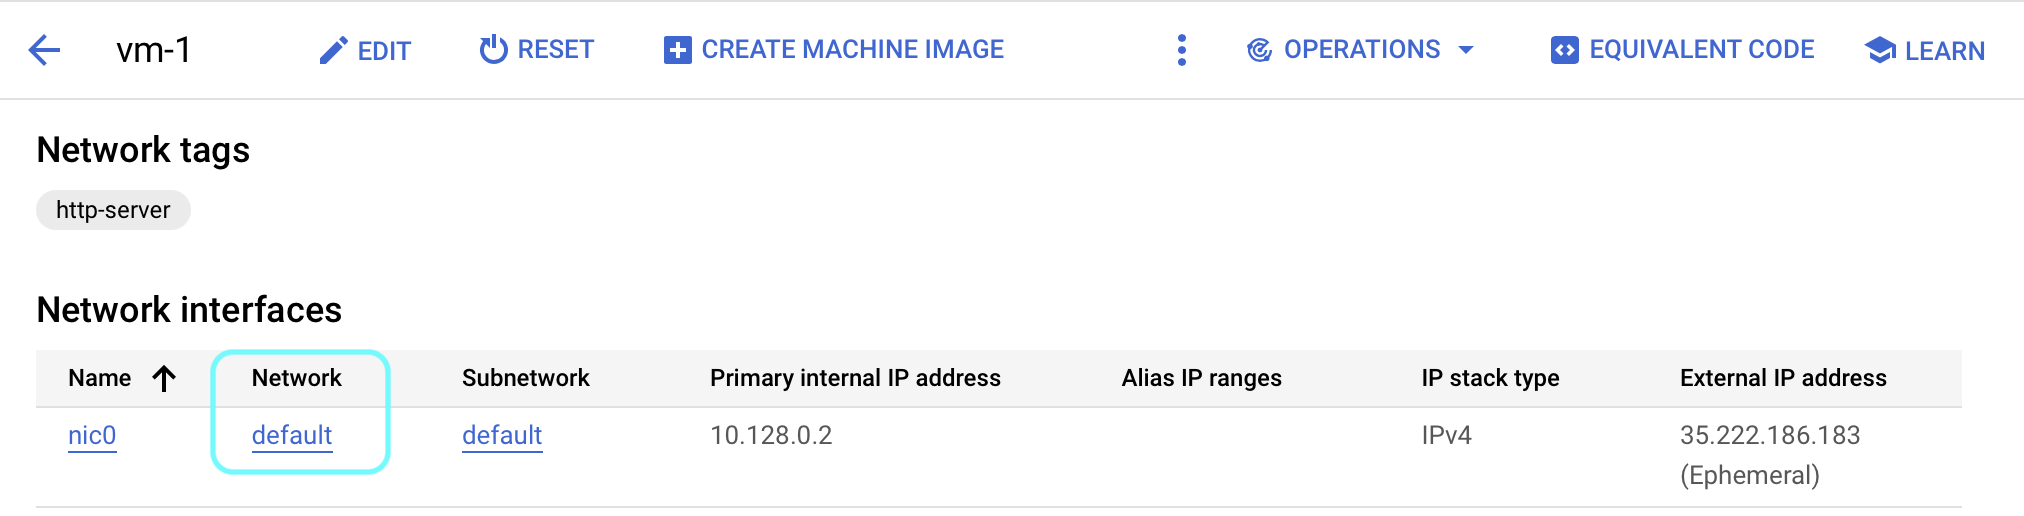 vm-1 EDIT RESET CREATE MACHINE IMAGE OPERATIONS EQUIVALENT CODE LEARN
Network tags
http-server
Network interfaces
Name Network Subnetwork Primary internal IP address Alias IP ranges IP stack type External IP address
nic0 default default 10.128.0.2 IPv4 35.222.186.183
(Ephemeral)